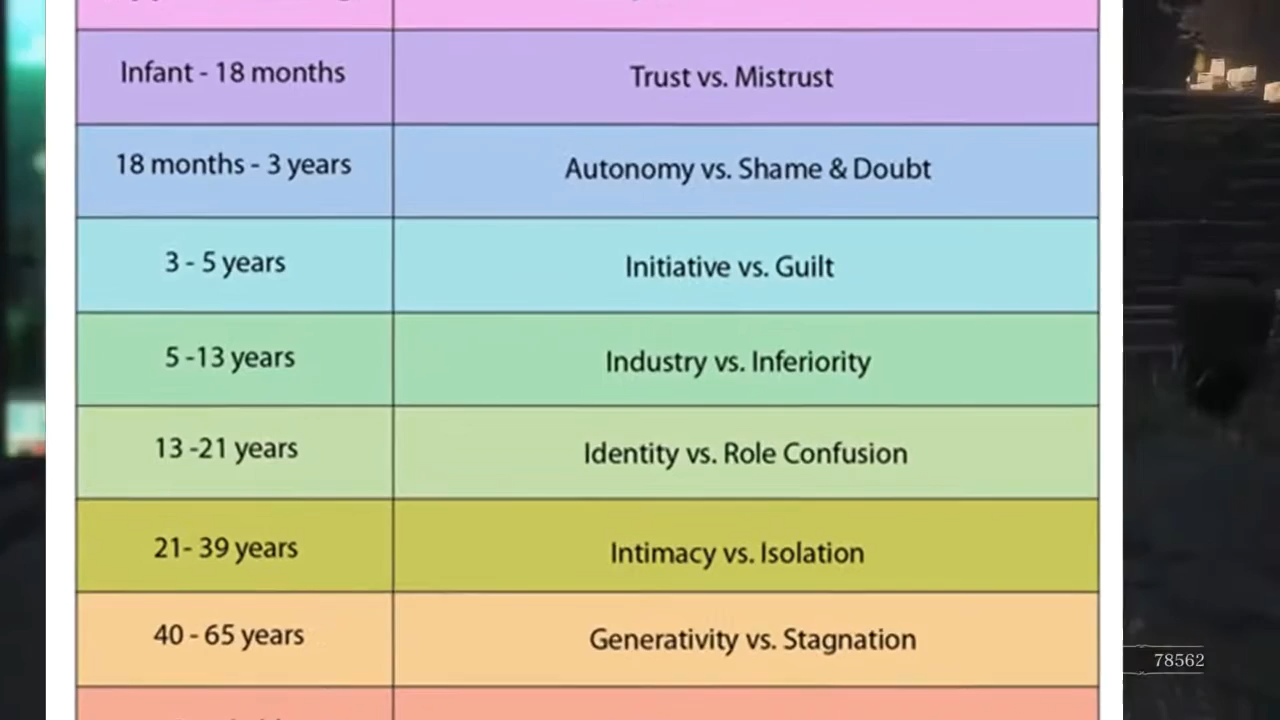 Infant - 18 months
Trust vs. Mistrust
18 months - 3 years
Autonomy vs. Shame & Doubt
3 - 5 years
Initiative vs. Guilt
5 -13 years
Industry vs. Inferiority
13 -21 years
Identity vs. Role Confusion
21- 39 years
Intimacy vs. Isolation
40 - 65 years
Generativity vs. Stagnation
78562